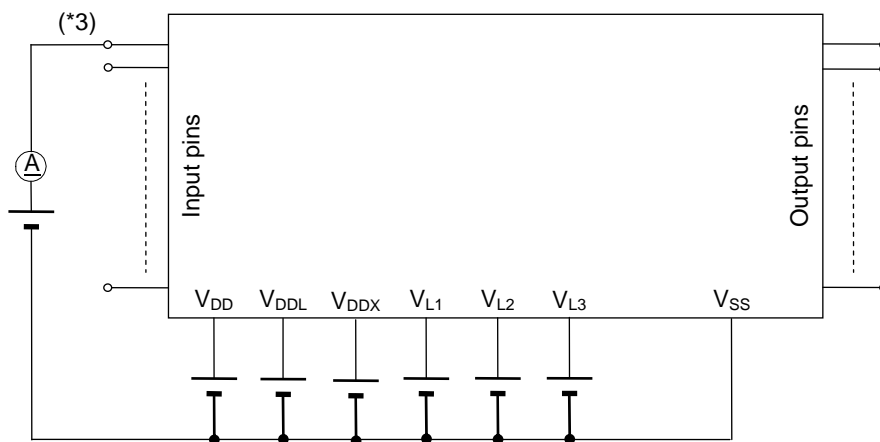 (*3)
A
Input pins
Output pins
VDD VDDL VDDX VL1 VL2 VL3 VSS